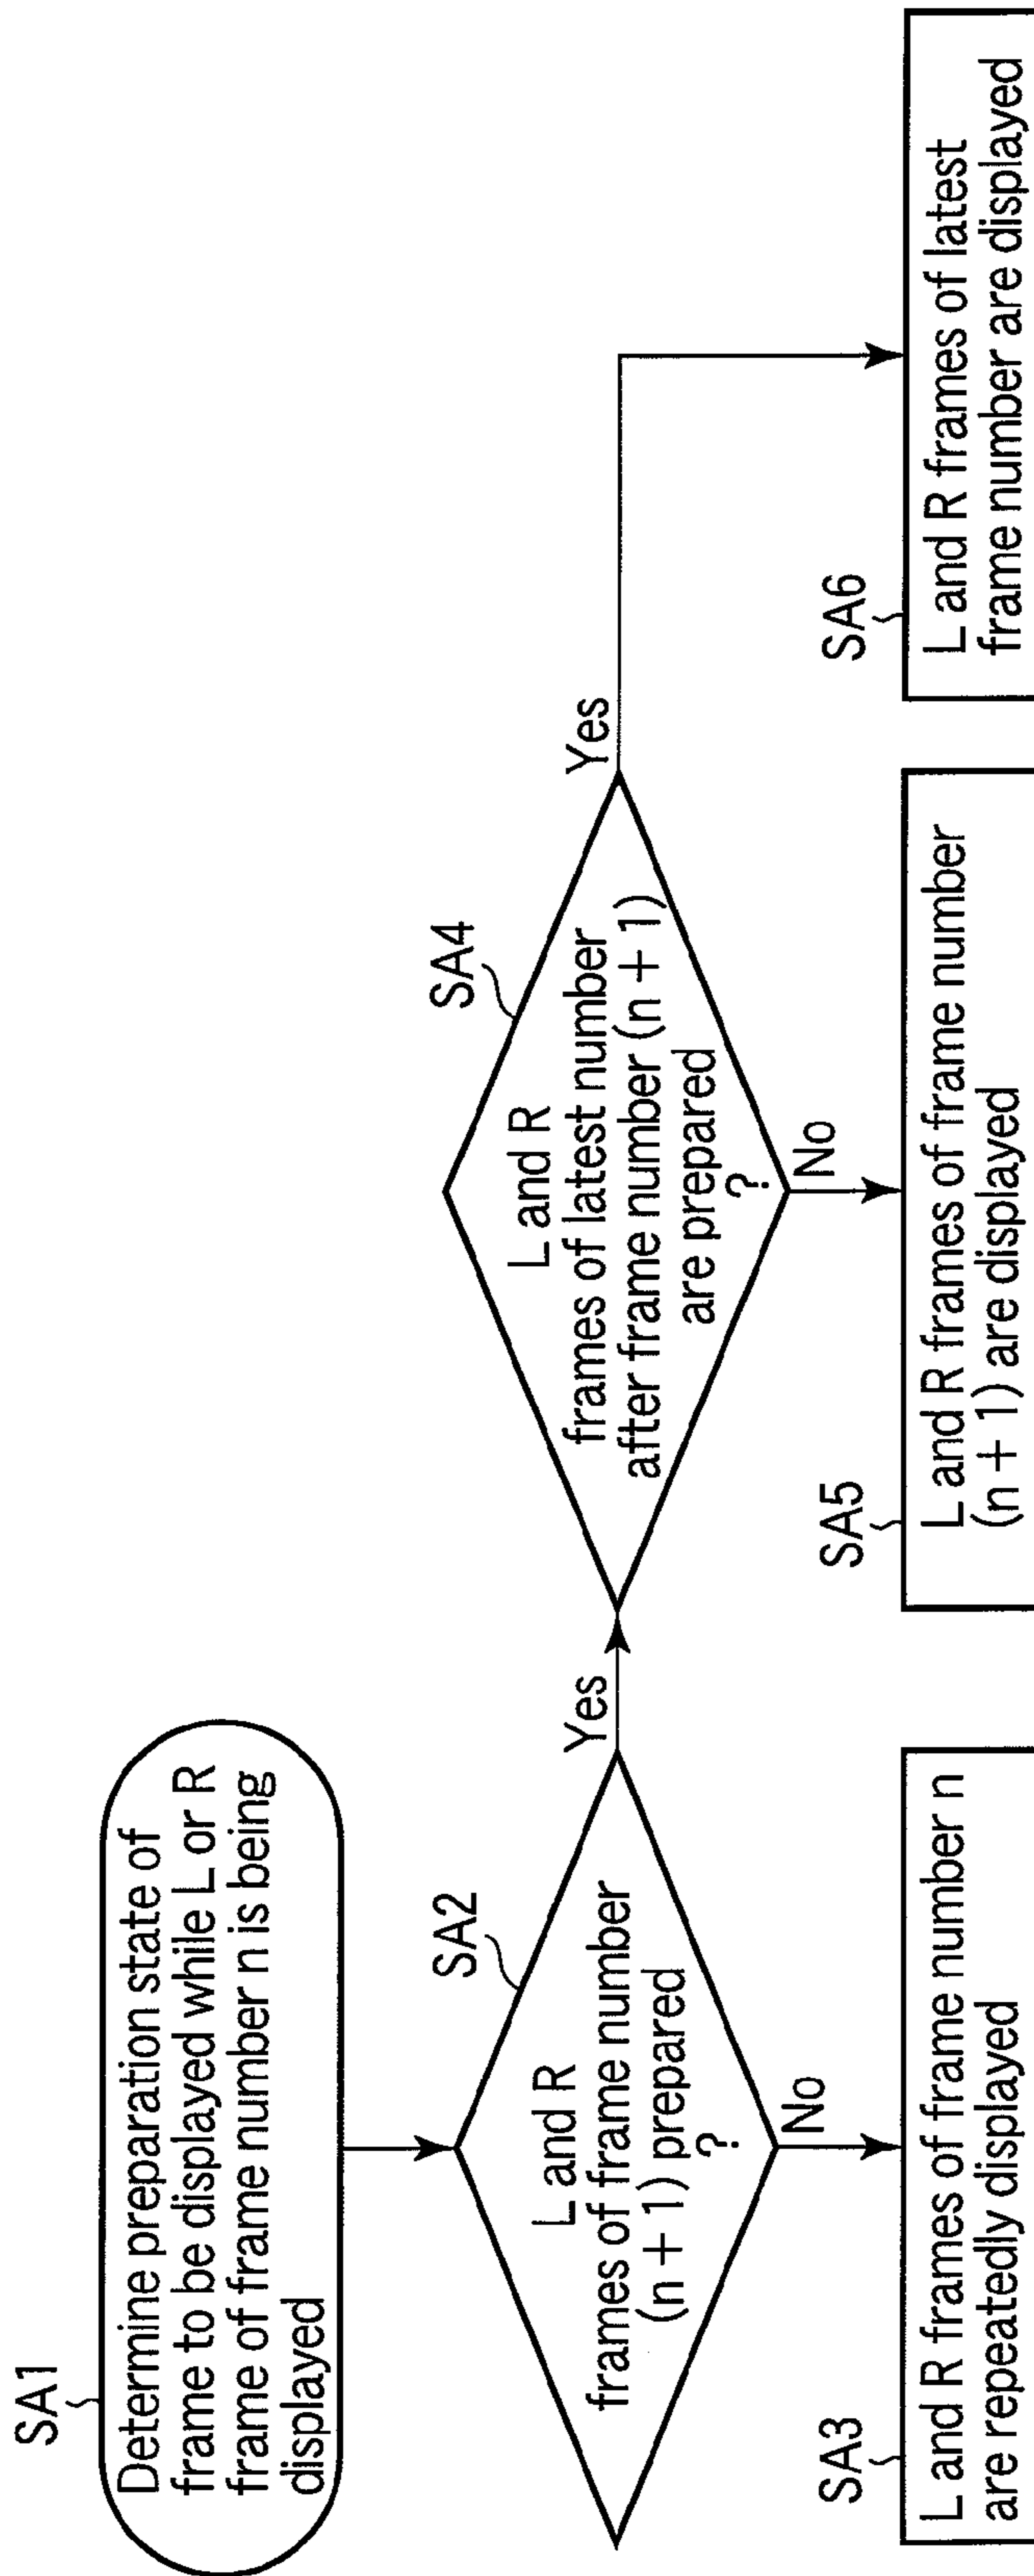 SA1
Determine preparation state of
frame to be displayed while L or R
frame of frame number n is being
displayed
SA2
L and R
frames of frame number
(n + 1) prepared
?
Yes
No
SA3
L and R frames of frame number n
are repeatedly displayed
SA4
L and R
frames of latest number
after frame number (n + 1)
are prepared
?
Yes
No
SA5
L and R frames of frame number
(n + 1) are displayed
SA6
L and R frames of latest
frame number are displayed